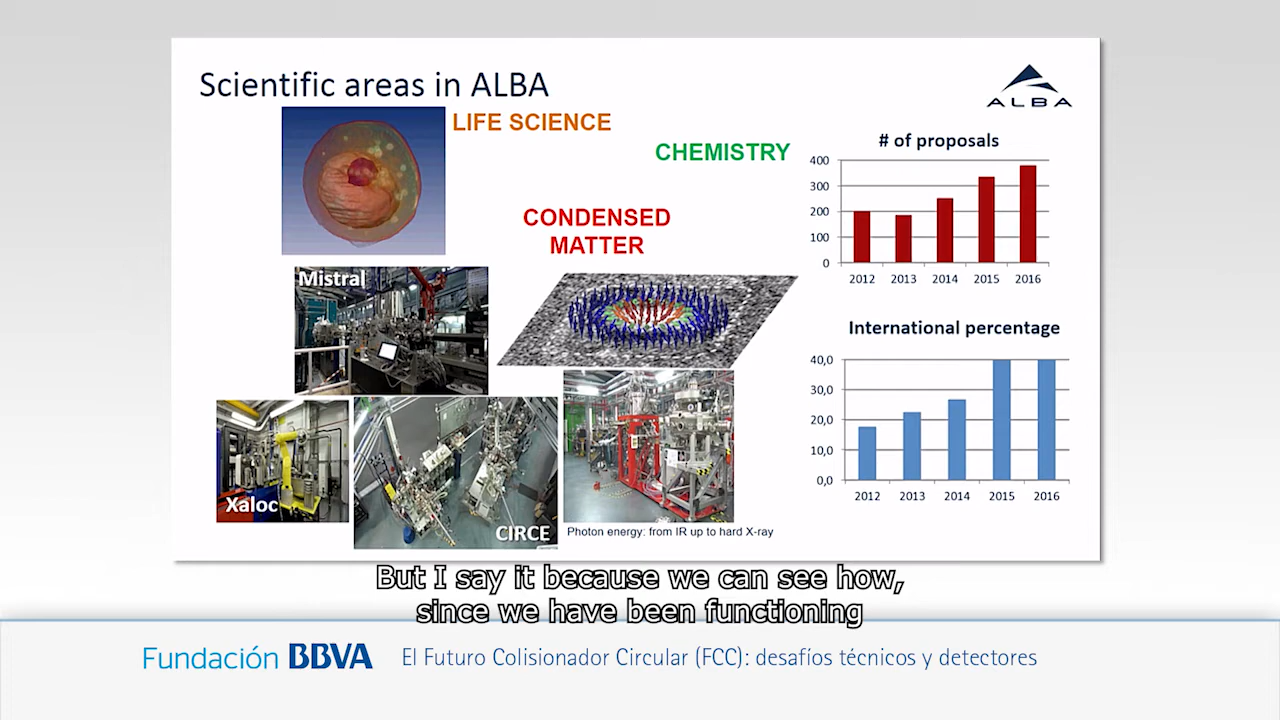 Scientific areas in ALBA
ALBA
LIFE SCIENCE
CHEMISTRY
CONDENSED
MATTER
# of proposals
400
300
200
100
0
2012 2013 2014 2015 2016
Mistral
International percentage
40,0
30,0
20,0
10,0
0,0
2012 2013 2014 2015 2016
Xaloc
CIRCE
Photon energy: from IR up to hard X-ray
But I say it because we can see how,
since we have been functioning
Fundación BBVA
El Futuro Colisionador Circular (FCC): desafíos técnicos y detectores